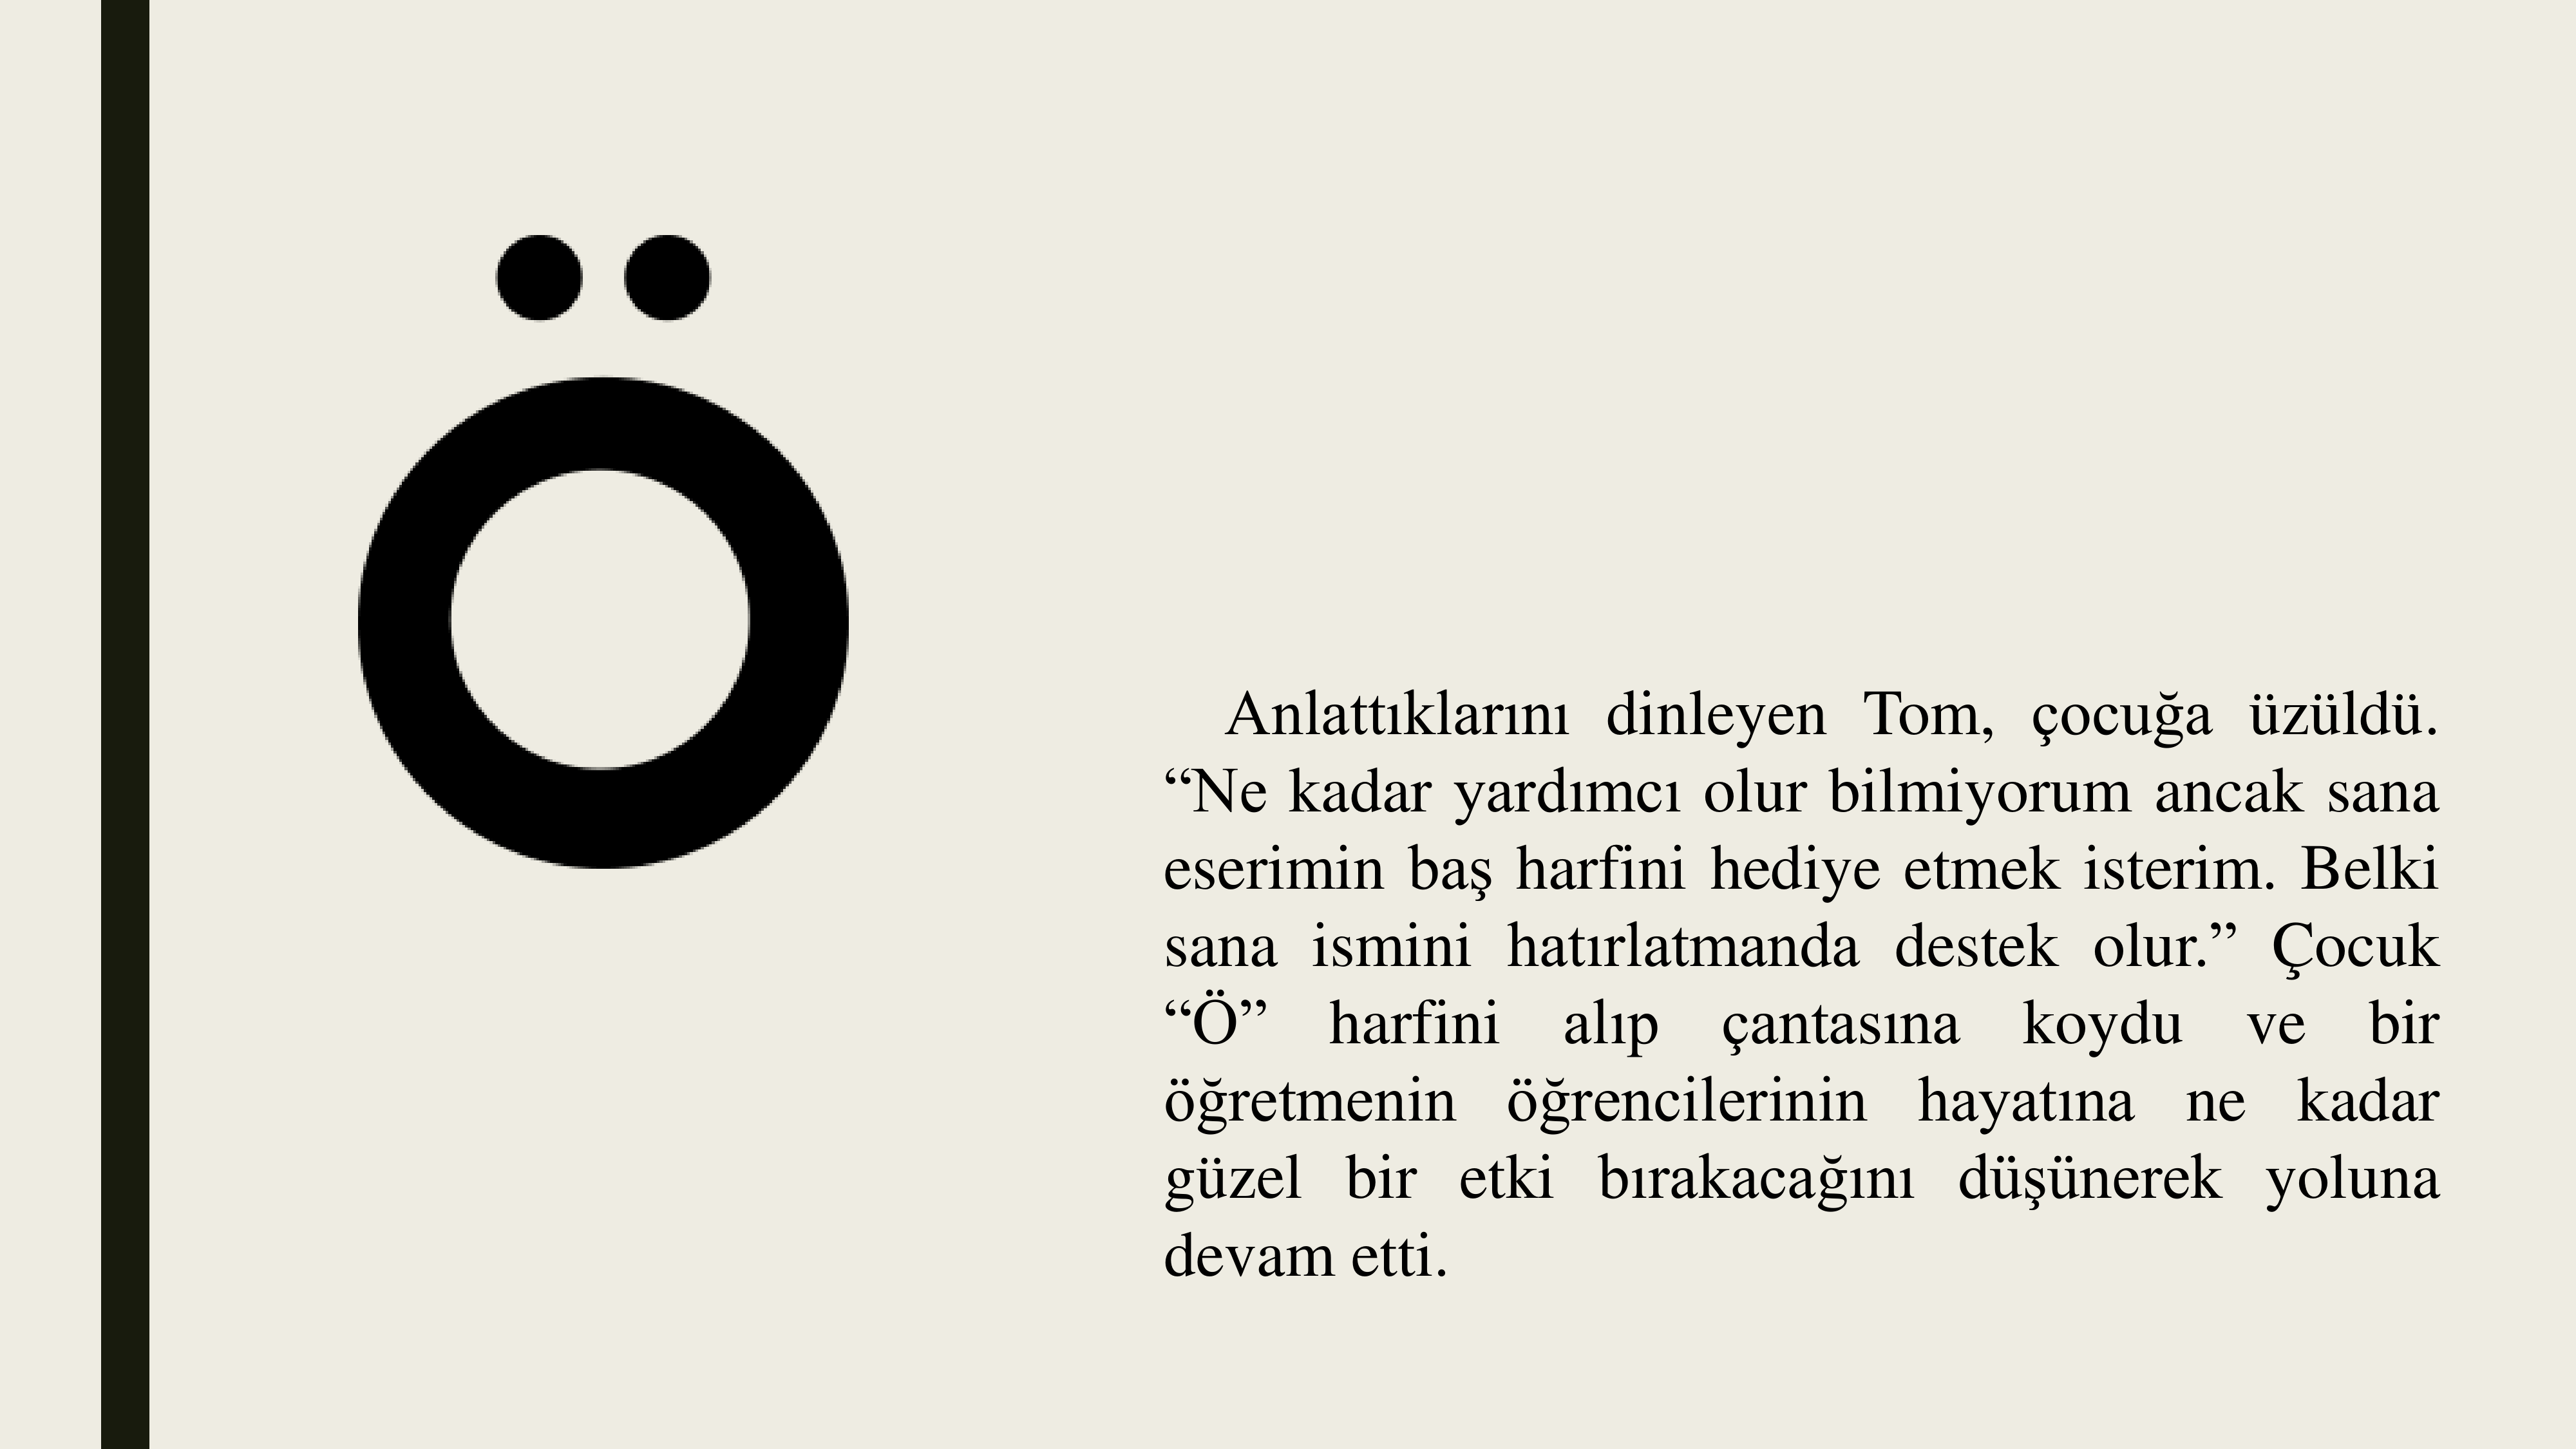 Ö
Anlattıklarını dinleyen Tom, çocuğa üzüldü.
“Ne kadar yardımcı olur bilmiyorum ancak sana
eserimin baş harfini hediye etmek isterim. Belki
sana ismini hatırlatmanda destek olur.” Çocuk
“Ö” harfini alıp çantasına koydu ve bir
öğretmenin öğrencilerinin hayatına ne kadar
güzel bir etki bırakacağını düşünerek yoluna
devam etti.